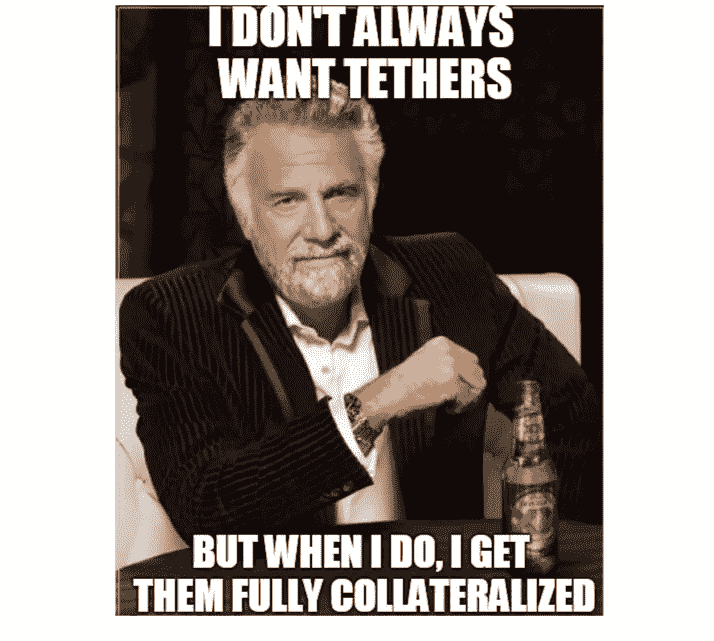 I DON'T ALWAYS
WANT TETHERS
BUT WHEN I DO, I GET
THEM FULLY COLLATERALIZED